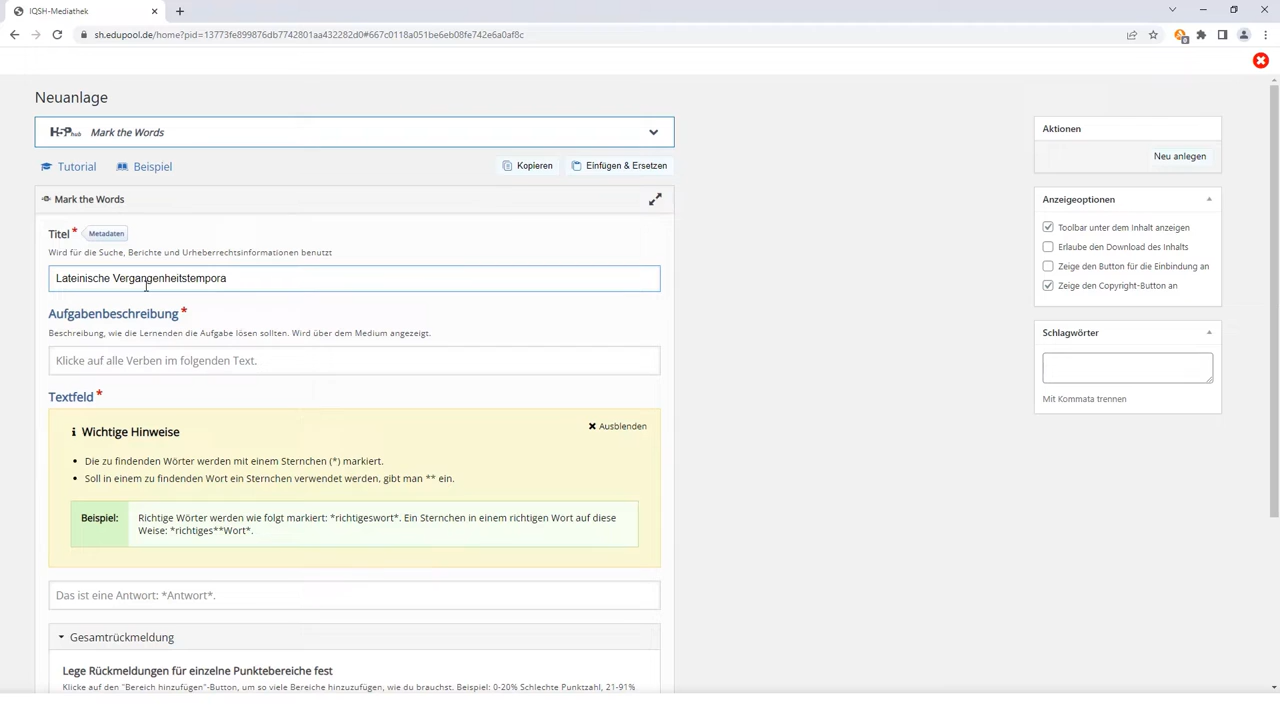 IQSH-Mediathek
sh.edupool.de/home?pid=13773fe899876db7742801aa432282d0#667c0118a051be6eb08fe742e6a0af8c
Neuanlage
H5P hub Mark the Words
Tutorial Beispiel Kopieren Einfügen & Ersetzen
Mark the Words
Titel * Metadaten
Wird für die Suche, Berichte und Urheberrechtsinformationen benutzt
Lateinische Vergangenheitstempora
Aufgabenbeschreibung *
Beschreibung, wie die Lernenden die Aufgabe lösen sollten. Wird über dem Medium angezeigt.
Klicke auf alle Verben im folgenden Text.
Textfeld *
Wichtige Hinweise
Ausblenden
Die zu findenden Wörter werden mit einem Sternchen (*) markiert.
Soll in einem zu findenden Wort ein Sternchen verwendet werden, gibt man ** ein.
Beispiel: Richtige Wörter werden wie folgt markiert: *richtigeswort*. Ein Sternchen in einem richtigen Wort auf diese
Weise: *richtiges**Wort*.
Das ist eine Antwort: *Antwort*.
Gesamtrückmeldung
Lege Rückmeldungen für einzelne Punktebereiche fest
Klicke auf den "Bereich hinzufügen"-Button, um so viele Bereiche hinzuzufügen, wie du brauchst. Beispiel: 0-20% Schlechte Punktzahl, 21-91%
Aktionen
Neu anlegen
Anzeigeoptionen
Toolbar unter dem Inhalt anzeigen
Erlaube den Download des Inhalts
Zeige den Button für die Einbindung an
Zeige den Copyright-Button an
Schlagwörter
Mit Kommata trennen